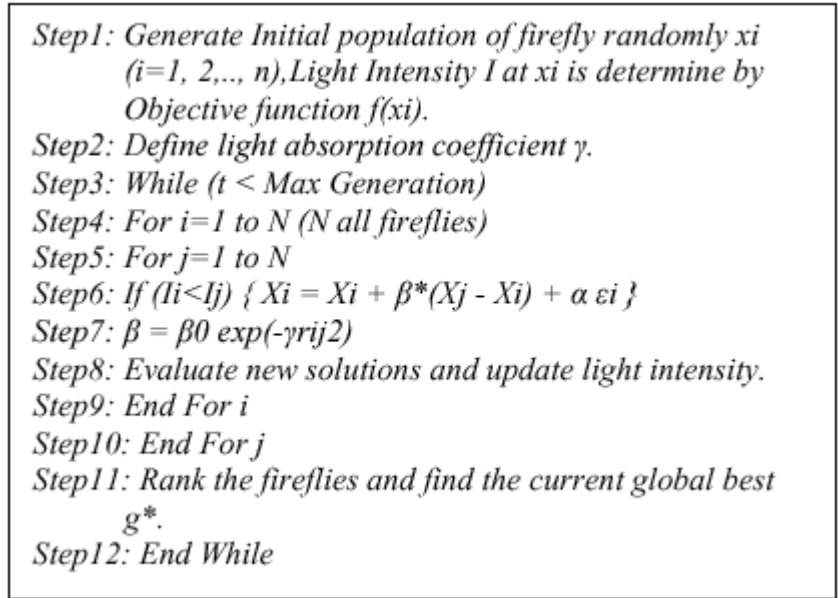 Step1: Generate Initial population of firefly randomly xi
(i=1, 2,.., n),Light Intensity I at xi is determine by
Objective function f(xi).
Step2: Define light absorption coefficient γ.
Step3: While (t < Max Generation)
Step4: For i=1 to N (N all fireflies)
Step5: For j=1 to N
Step6: If (Ii<Ij) { Xi = Xi + β*(Xj - Xi) + α εi }
Step7: β = β0 exp(-γrij2)
Step8: Evaluate new solutions and update light intensity.
Step9: End For i
Step10: End For j
Step11: Rank the fireflies and find the current global best
g*.
Step12: End While